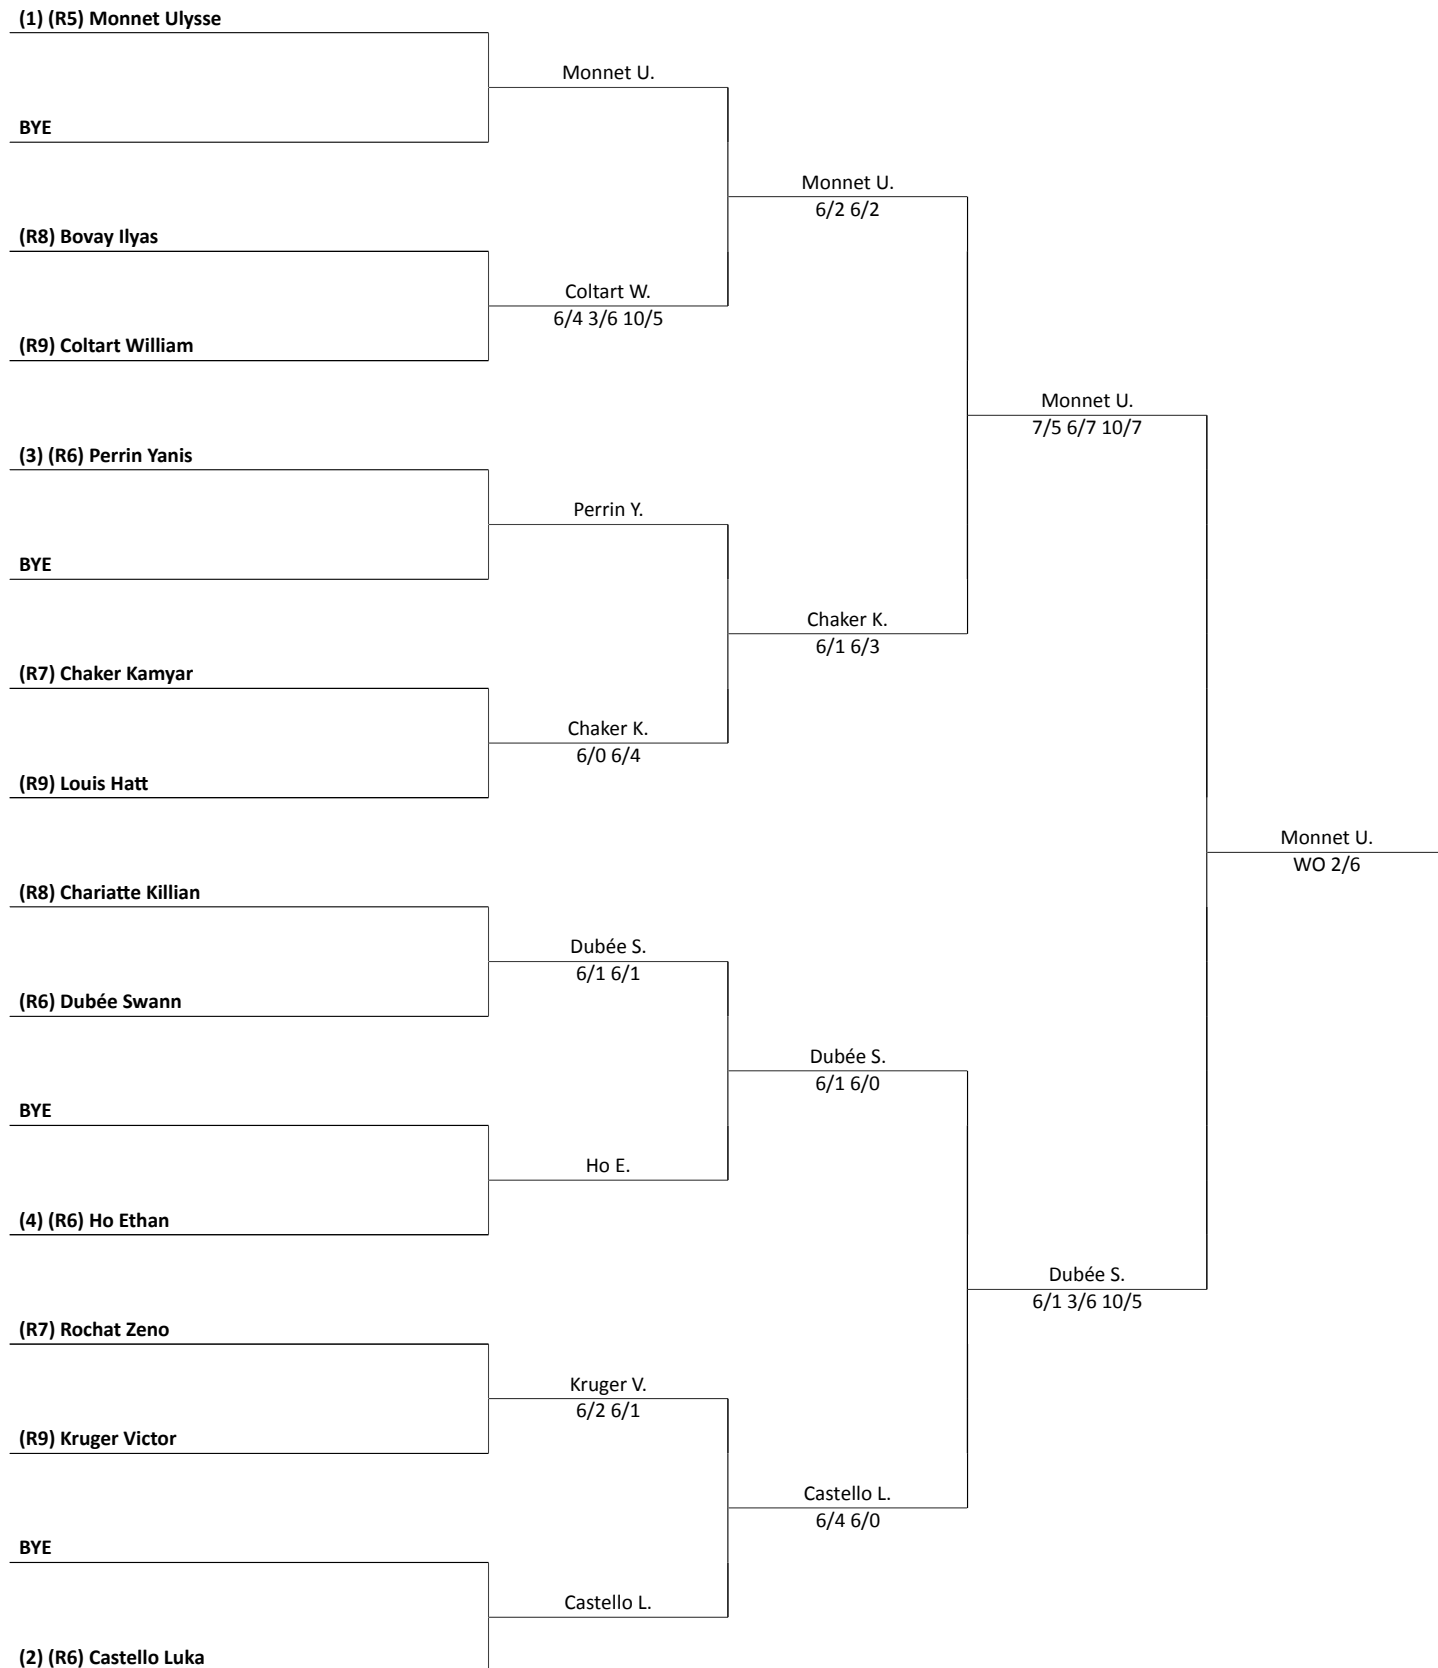 (1) (R5) Monnet Ulysse
Monnet U.
BYE
Monnet U.
6/2 6/2
(R8) Bovay Ilyas
Coltart W.
6/4 3/6 10/5
(R9) Coltart William
Monnet U.
7/5 6/7 10/7
(3) (R6) Perrin Yanis
Perrin Y.
BYE
Chaker K.
6/1 6/3
(R7) Chaker Kamyar
Chaker K.
6/0 6/4
(R9) Louis Hatt
Monnet U.
WO 2/6
(R8) Chariatte Killian
Dubée S.
6/1 6/1
(R6) Dubée Swann
Dubée S.
6/1 6/0
BYE
Ho E.
(4) (R6) Ho Ethan
Dubée S.
6/1 3/6 10/5
(R7) Rochat Zeno
Kruger V.
6/2 6/1
(R9) Kruger Victor
Castello L.
6/4 6/0
BYE
Castello L.
(2) (R6) Castello Luka